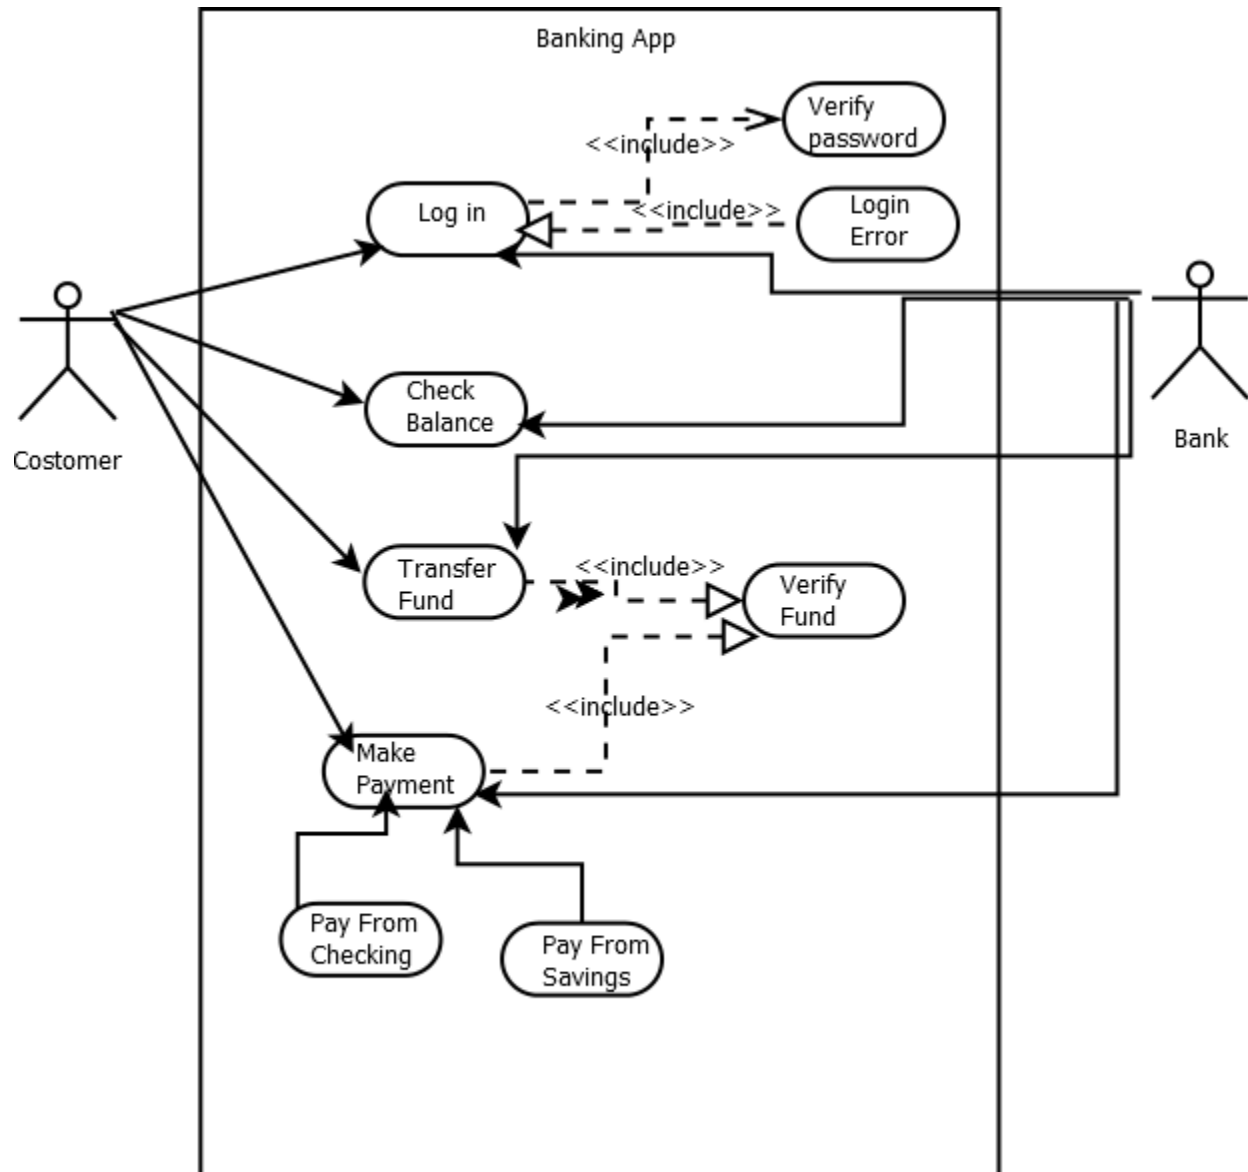 Banking App
Verify
password
<<include>>
Log in
<<include>>
Login
Error
Check
Balance
Costomer
Bank
Transfer
Fund
<<include>>
Verify
Fund
<<include>>
Make
Payment
Pay From
Checking
Pay From
Savings